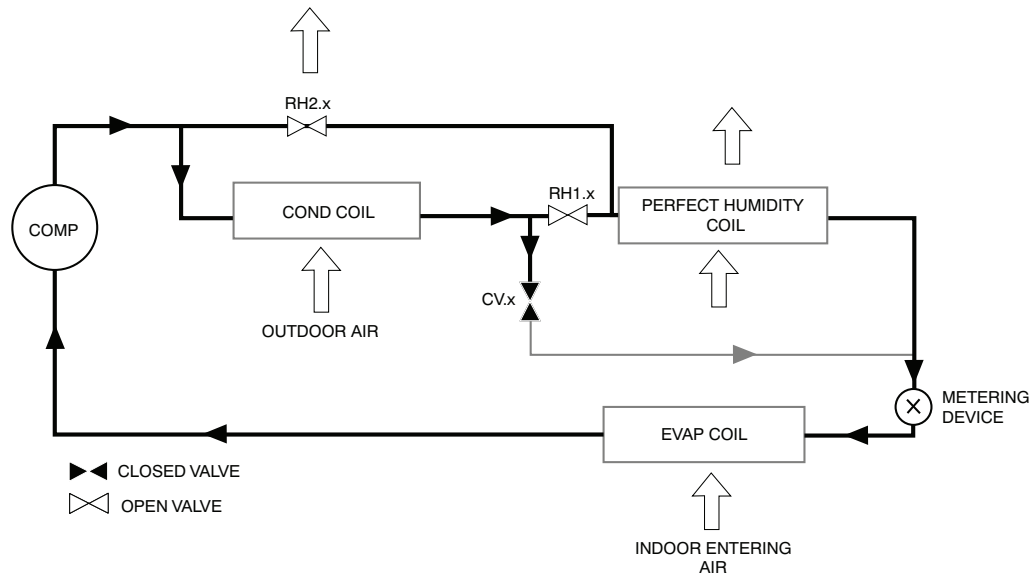 RH2.x
COMP
COND COIL
RH1.x
PERFECT HUMIDITY
COIL
CV.x
OUTDOOR AIR
METERING
DEVICE
EVAP COIL
CLOSED VALVE
OPEN VALVE
INDOOR ENTERING
AIR